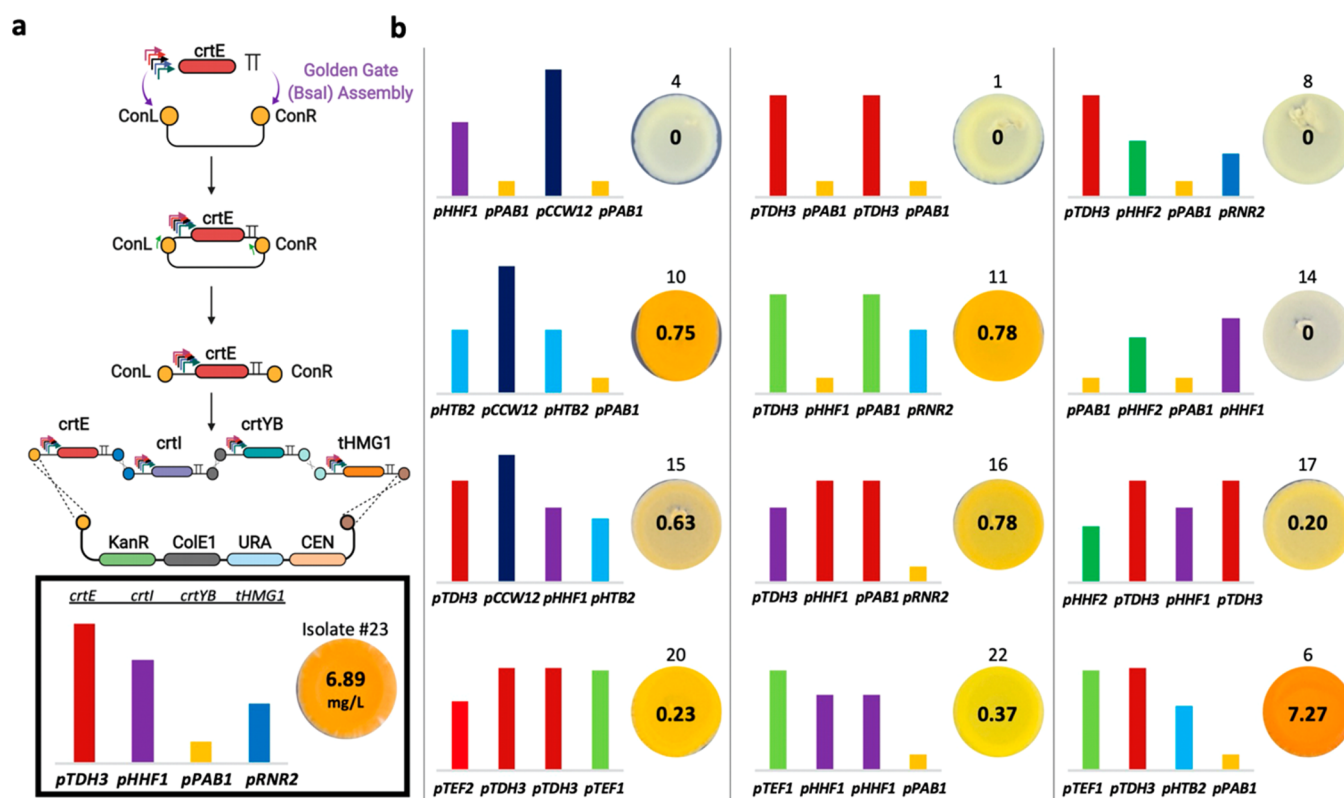 a
crtE
Golden Gate
(BsaI) Assembly
ConL
ConR
crtE
ConL
ConR
crtE
ConL
ConR
crtE
crtI
crtYB
tHMG1
KanR ColE1 URA CEN
crtE crtI crtYB tHMG1
Isolate #23
6.89
mg/L
pTDH3 pHHF1 pPAB1 pRNR2
b
4
0
pHHF1 pPAB1 pCCW12 pPAB1
1
0
pTDH3 pPAB1 pTDH3 pPAB1
8
0
pTDH3 pHHF2 pPAB1 pRNR2
10
0.75
pHTB2 pCCW12 pHTB2 pPAB1
11
0.78
pTDH3 pHHF1 pPAB1 pRNR2
14
0
pPAB1 pHHF2 pPAB1 pHHF1
15
0.63
pTDH3 pCCW12 pHHF1 pHTB2
16
0.78
pTDH3 pHHF1 pPAB1 pRNR2
17
0.20
pHHF2 pTDH3 pHHF1 pTDH3
20
0.23
pTEF2 pTDH3 pTDH3 pTEF1
22
0.37
pTEF1 pHHF1 pHHF1 pPAB1
6
7.27
pTEF1 pTDH3 pHTB2 pPAB1